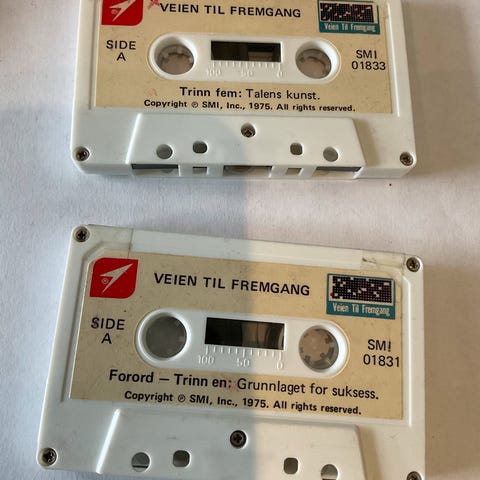 VEIEN TIL FREMGANG
Veien Til Fremgang
SIDE
A
SMI
01833
100 50 0
Trinn fem: Talens kunst.
Copyright ℗ SMI, Inc., 1975. All rights reserved.
VEIEN TIL FREMGANG
Veien Til Fremgang
SIDE
A
SMI
01831
100 50 0
Forord – Trinn en: Grunnlaget for suksess.
Copyright ℗ SMI, Inc., 1975. All rights reserved.